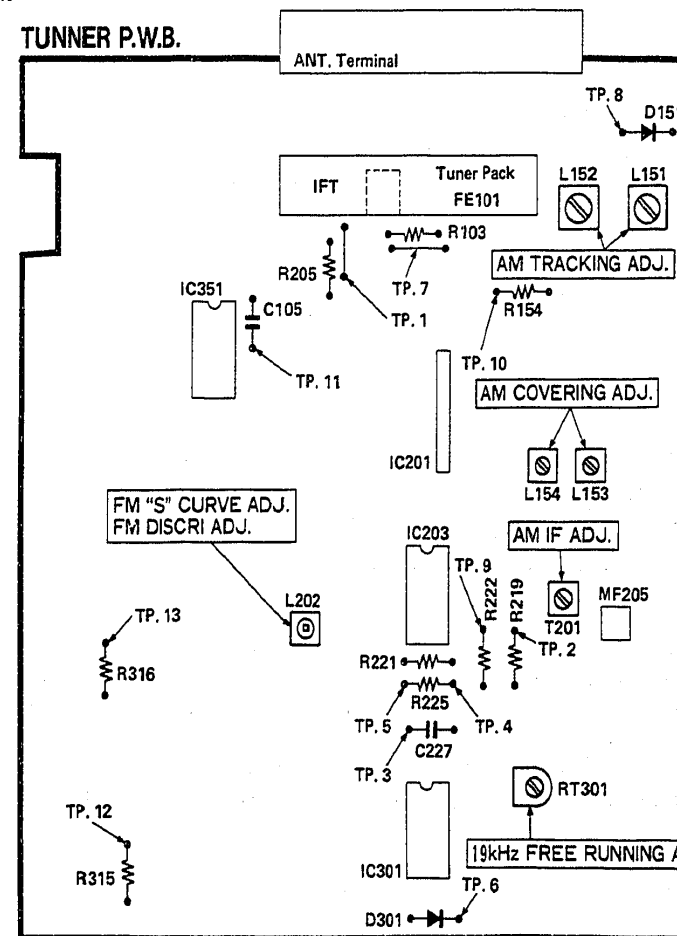 TUNNER P.W.B.
ANT. Terminal
TP. 8
D151
IFT
Tuner Pack
FE101
L152
L151
R103
R205
TP. 7
AM TRACKING ADJ.
IC351
C105
TP. 1
R154
TP. 11
TP. 10
AM COVERING ADJ.
IC201
L154
L153
FM “S” CURVE ADJ.
FM DISCRI ADJ.
IC203
AM IF ADJ.
TP. 9
R222
R219
L202
MF205
T201
TP. 13
TP. 2
R316
R221
R225
TP. 5
TP. 4
C227
TP. 3
RT301
TP. 12
19kHz FREE RUNNING A
R315
IC301
TP. 6
D301